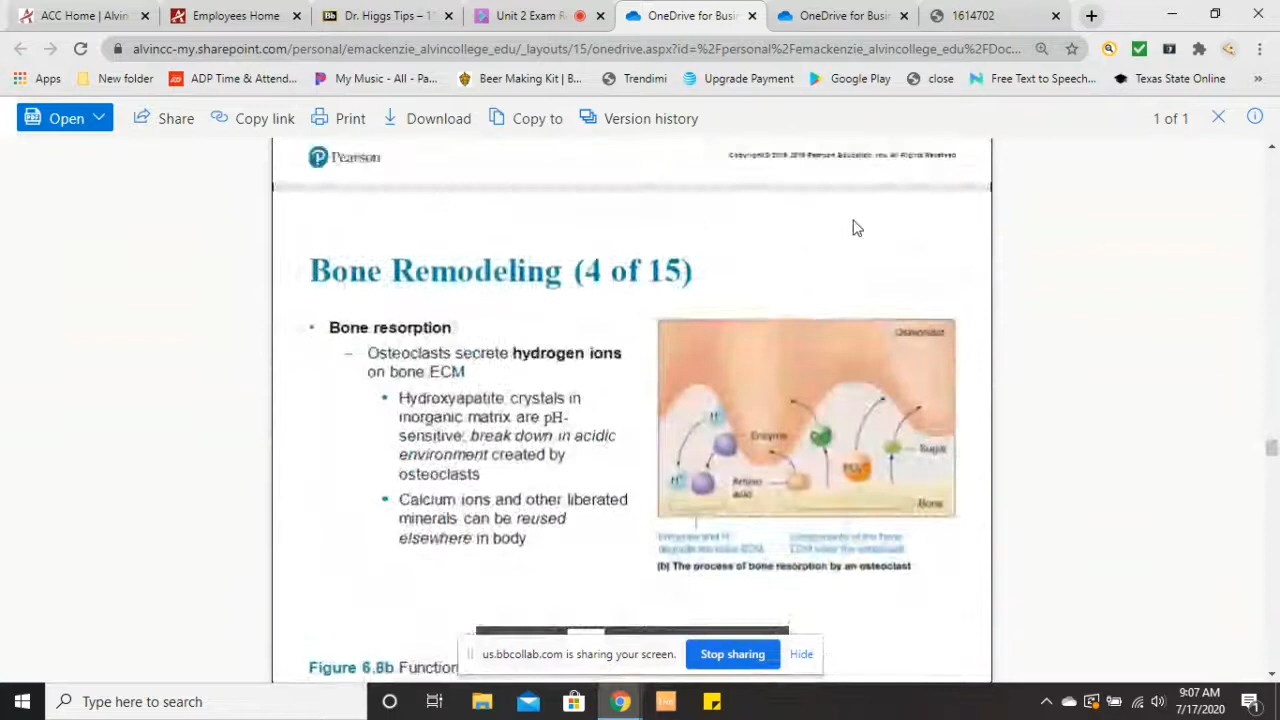 ACC Home | Alvin
Employees Home
Dr. Higgs Tips – 1
Unit 2 Exam R
OneDrive for Busi
OneDrive for Busi
1614702
alvincc-my.sharepoint.com/personal/emackenzie_alvincollege_edu/_layouts/15/onedrive.aspx?id=%2Fpersonal%2Femackenzie_alvincollege_edu%2FDoc...
Apps
New folder
ADP Time & Attend...
My Music - All - Pa...
Beer Making Kit | B...
Trendimi
Upgrade Payment
Google Play
close
Free Text to Speech...
Texas State Online
Open
Share
Copy link
Print
Download
Copy to
Version history
1 of 1
Pearson
Pearson Education, Inc. All Rights Reserved
Bone Remodeling (4 of 15)
• Bone resorption
– Osteoclasts secrete hydrogen ions
on bone ECM
• Hydroxyapatite crystals in
inorganic matrix are pH-
sensitive; break down in acidic
environment created by
osteoclasts
• Calcium ions and other liberated
minerals can be reused
elsewhere in body
Osteoclast
H+
Enzyme
Sugar
H+
Amino
acid
Bone
(b) The process of bone resorption by an osteoclast
us.bbcollab.com is sharing your screen.
Stop sharing
Hide
Figure 6.8b Function
Type here to search
9:07 AM
7/17/2020